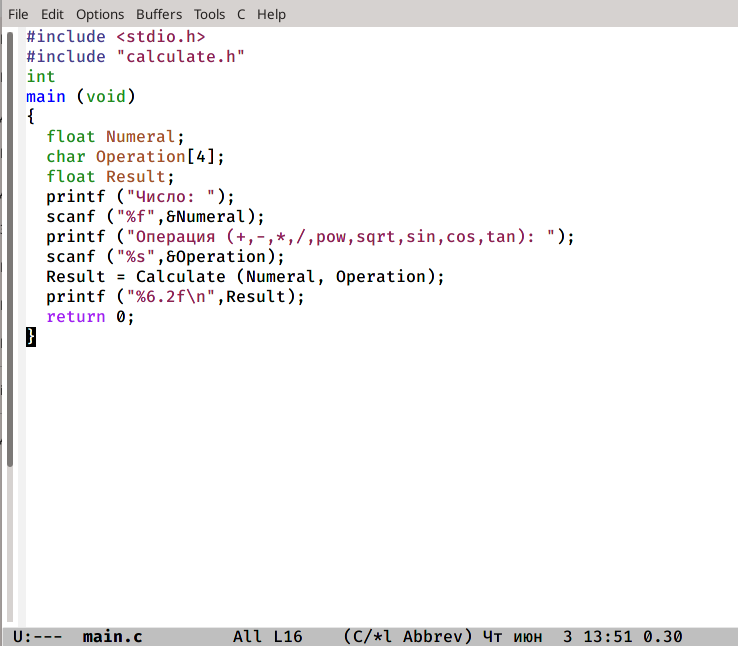 File Edit Options Buffers Tools C Help
#include <stdio.h>
#include "calculate.h"
int
main (void)
{
  float Numeral;
  char Operation[4];
  float Result;
  printf ("Число: ");
  scanf ("%f",&Numeral);
  printf ("Операция (+,-,*,/,pow,sqrt,sin,cos,tan): ");
  scanf ("%s",&Operation);
  Result = Calculate (Numeral, Operation);
  printf ("%6.2f\n",Result);
  return 0;
}
U:--- main.c All L16 (C/*l Abbrev) Чт июн 3 13:51 0.30